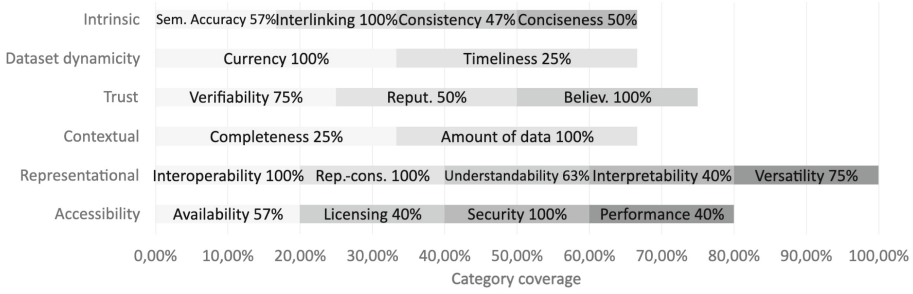 Intrinsic Sem. Accuracy 57% Interlinking 100% Consistency 47% Conciseness 50%
Dataset dynamicity Currency 100% Timeliness 25%
Trust Verifiability 75% Reput. 50% Believ. 100%
Contextual Completeness 25% Amount of data 100%
Representational Interoperability 100% Rep.-cons. 100% Understandability 63% Interpretability 40% Versatility 75%
Accessibility Availability 57% Licensing 40% Security 100% Performance 40%
0,00% 10,00% 20,00% 30,00% 40,00% 50,00% 60,00% 70,00% 80,00% 90,00% 100,00%
Category coverage